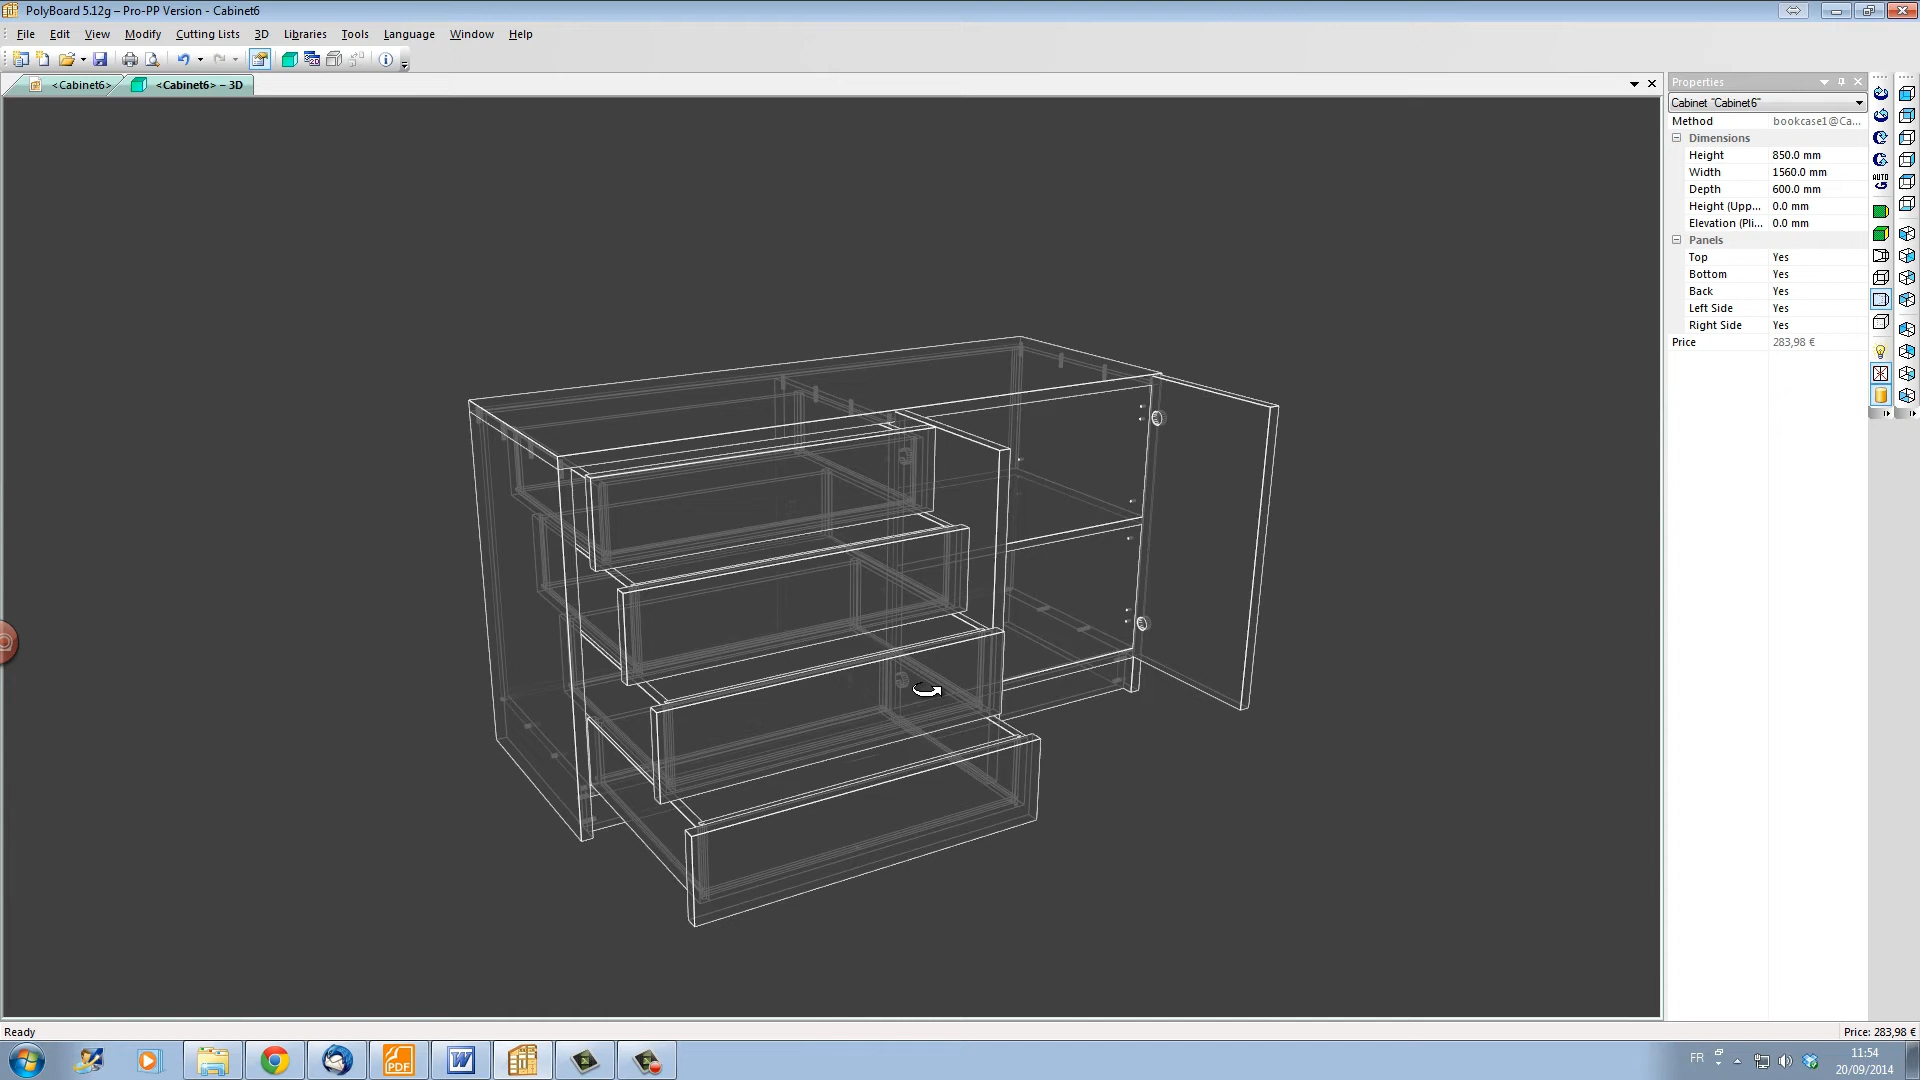 PolyBoard 5.12g – Pro-PP Version - Cabinet6
File Edit View Modify Cutting Lists 3D Libraries Tools Language Window Help
<Cabinet6> <Cabinet6> – 3D
Properties
Cabinet "Cabinet6"
Method bookcase1@Ca...
Dimensions
Height 850.0 mm
Width 1560.0 mm
Depth 600.0 mm
Height (Upp... 0.0 mm
Elevation (Pli... 0.0 mm
Panels
Top Yes
Bottom Yes
Back Yes
Left Side Yes
Right Side Yes
Price 283,98 €
AUTO
Ready
Price: 283,98 €
PDF
FR
11:54
20/09/2014